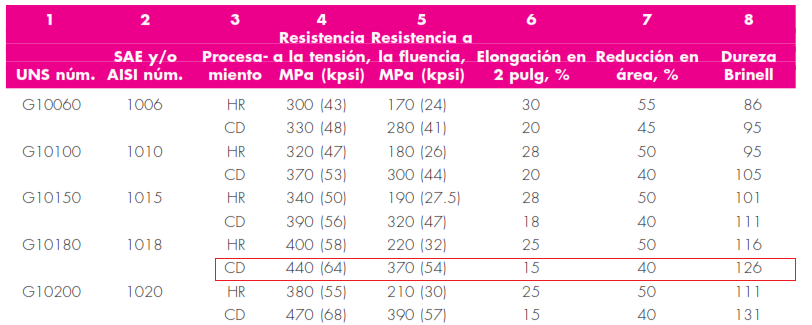 1 2 3 4 5 6 7 8
Resistencia Resistencia a
SAE y/o Procesa- a la tensión, la fluencia, Elongación en Reducción en Dureza
UNS núm. AISI núm. miento MPa (kpsi) MPa (kpsi) 2 pulg, % área, % Brinell
G10060 1006 HR 300 (43) 170 (24) 30 55 86
CD 330 (48) 280 (41) 20 45 95
G10100 1010 HR 320 (47) 180 (26) 28 50 95
CD 370 (53) 300 (44) 20 40 105
G10150 1015 HR 340 (50) 190 (27.5) 28 50 101
CD 390 (56) 320 (47) 18 40 111
G10180 1018 HR 400 (58) 220 (32) 25 50 116
CD 440 (64) 370 (54) 15 40 126
G10200 1020 HR 380 (55) 210 (30) 25 50 111
CD 470 (68) 390 (57) 15 40 131